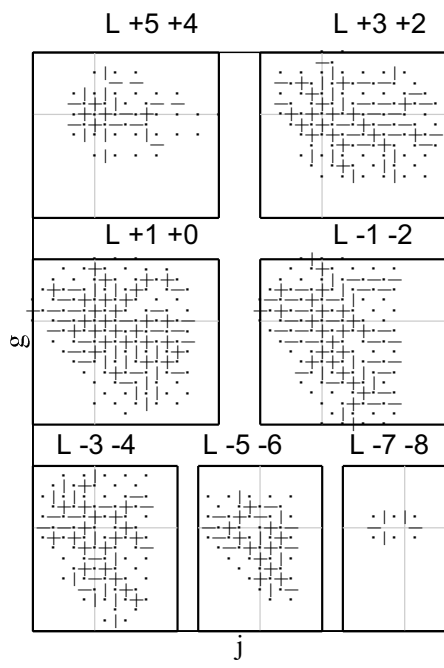 L +5 +4
L +3 +2
L +1 +0
L -1 -2
g
L -3 -4
L -5 -6
L -7 -8
j